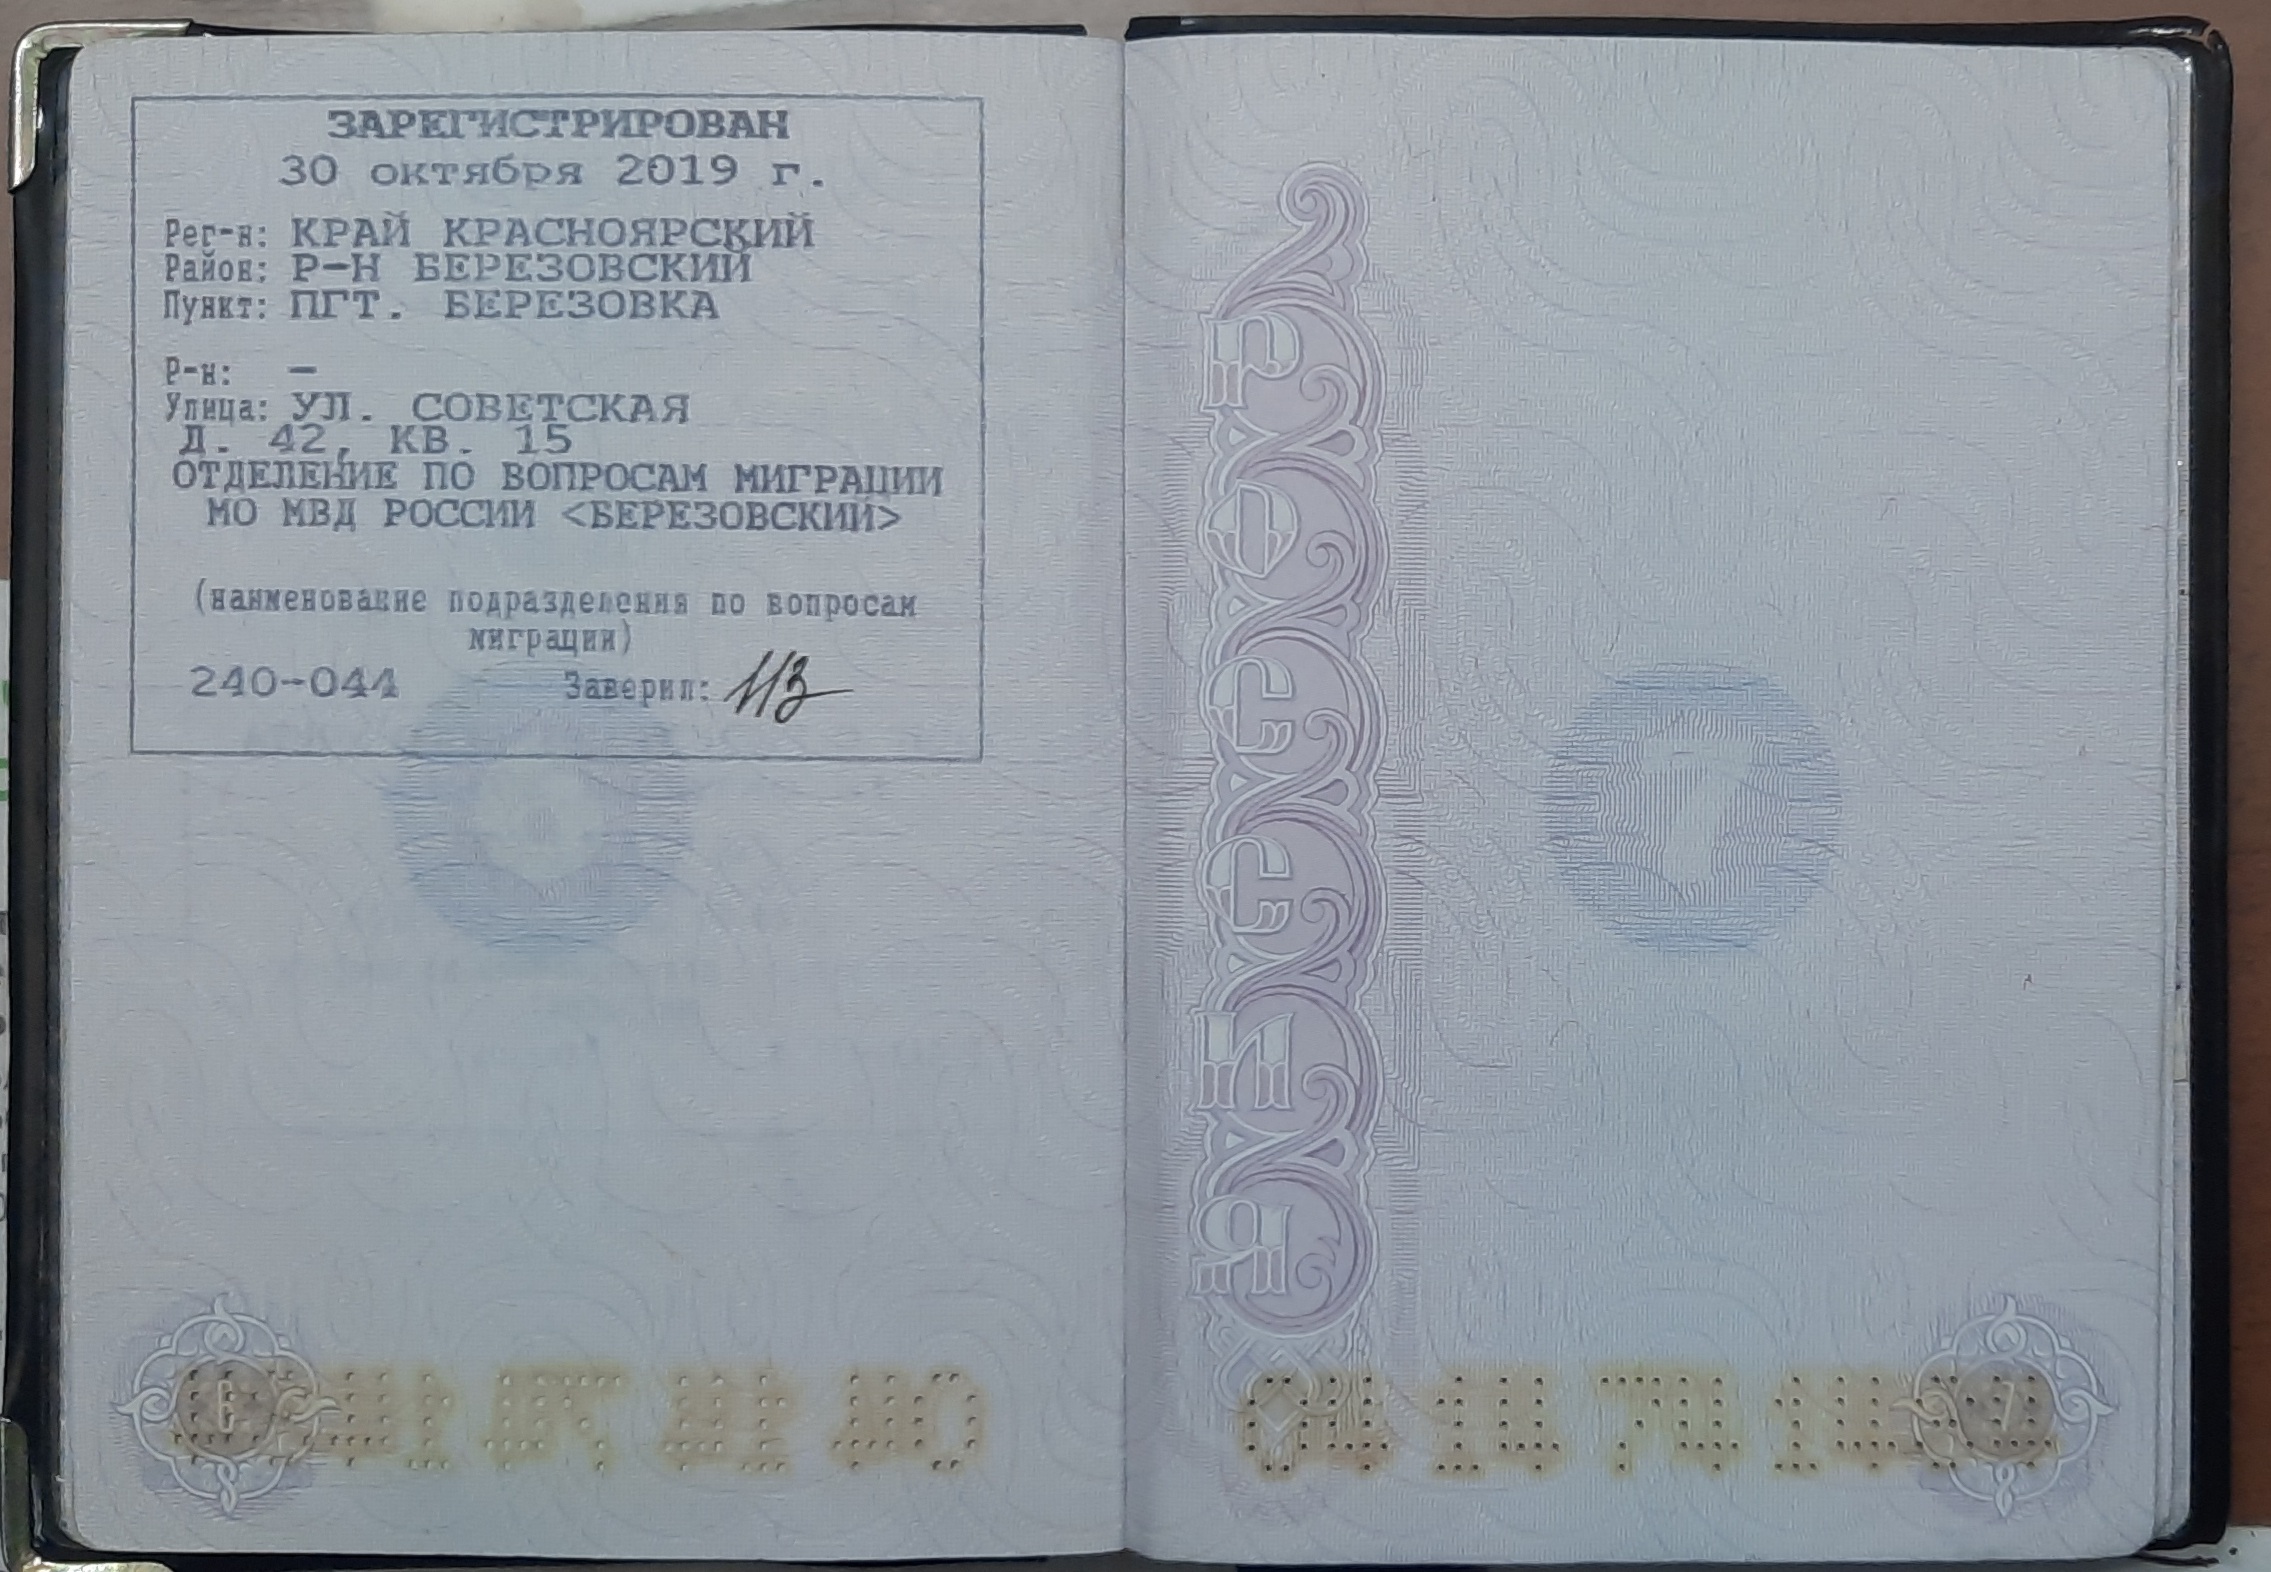 ЗАРЕГИСТРИРОВАН
30 октября 2019 г.
Рег-н: КРАЙ КРАСНОЯРСКИЙ
Район: Р-Н БЕРЕЗОВСКИЙ
Пункт: ПГТ. БЕРЕЗОВКА
Р-н: –
Улица: УЛ. СОВЕТСКАЯ
Д. 42, КВ. 15
ОТДЕЛЕНИЕ ПО ВОПРОСАМ МИГРАЦИИ
МО МВД РОССИИ <БЕРЕЗОВСКИЙ>
(наименование подразделения по вопросам
миграции)
240-044 Заверил:
6
РОССИЯ
7